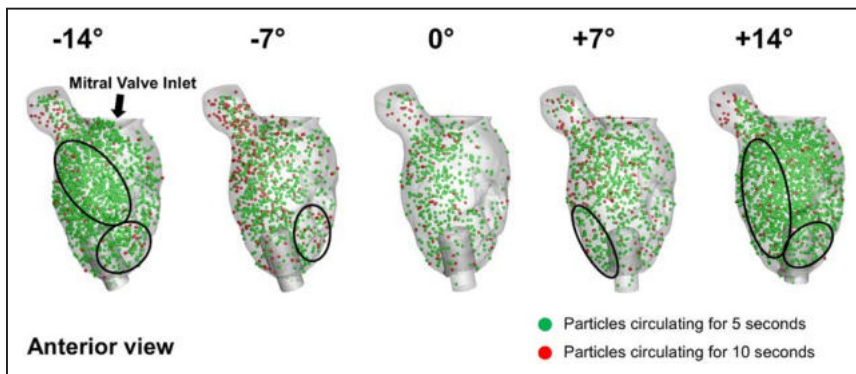 -14° -7° 0° +7° +14°
Mitral Valve Inlet
Particles circulating for 5 seconds
Particles circulating for 10 seconds
Anterior view